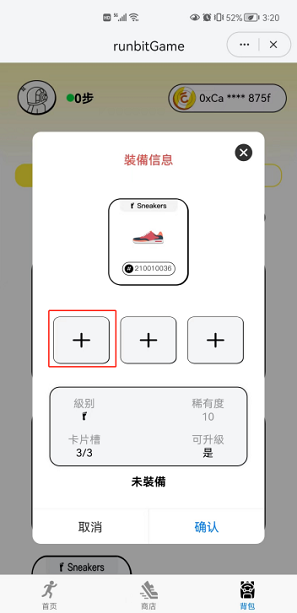 52% 3:20
runbitGame
0步
0xCa **** 875f
裝備信息
f Sneakers
# 210010036
+ + +
級别 稀有度
f 10
卡片槽 可升級
3/3 是
未裝備
取消 确认
f Sneakers
首页 商店 背包